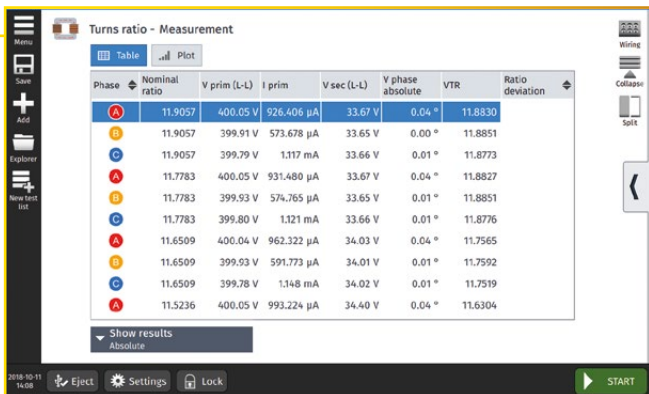 Menu
Save
Add
Explorer
New test
list
Turns ratio - Measurement
Table
Plot
Phase Nominal ratio V prim (L-L) I prim V sec (L-L) V phase absolute VTR Ratio deviation
A 11.9057 400.05 V 926.406 µA 33.67 V 0.04 ° 11.8830
B 11.9057 399.91 V 573.678 µA 33.65 V 0.00 ° 11.8851
C 11.9057 399.79 V 1.117 mA 33.66 V 0.01 ° 11.8773
A 11.7783 400.05 V 931.480 µA 33.67 V 0.04 ° 11.8827
B 11.7783 399.93 V 574.765 µA 33.65 V 0.01 ° 11.8851
C 11.7783 399.80 V 1.121 mA 33.66 V 0.01 ° 11.8776
A 11.6509 400.04 V 962.322 µA 34.03 V 0.04 ° 11.7565
B 11.6509 399.93 V 591.773 µA 34.01 V 0.01 ° 11.7592
C 11.6509 399.78 V 1.148 mA 34.02 V 0.01 ° 11.7519
A 11.5236 400.05 V 993.224 µA 34.40 V 0.04 ° 11.6304
Show results
Absolute
Wiring
Collapse
Split
2018-10-11
14:08
Eject
Settings
Lock
START